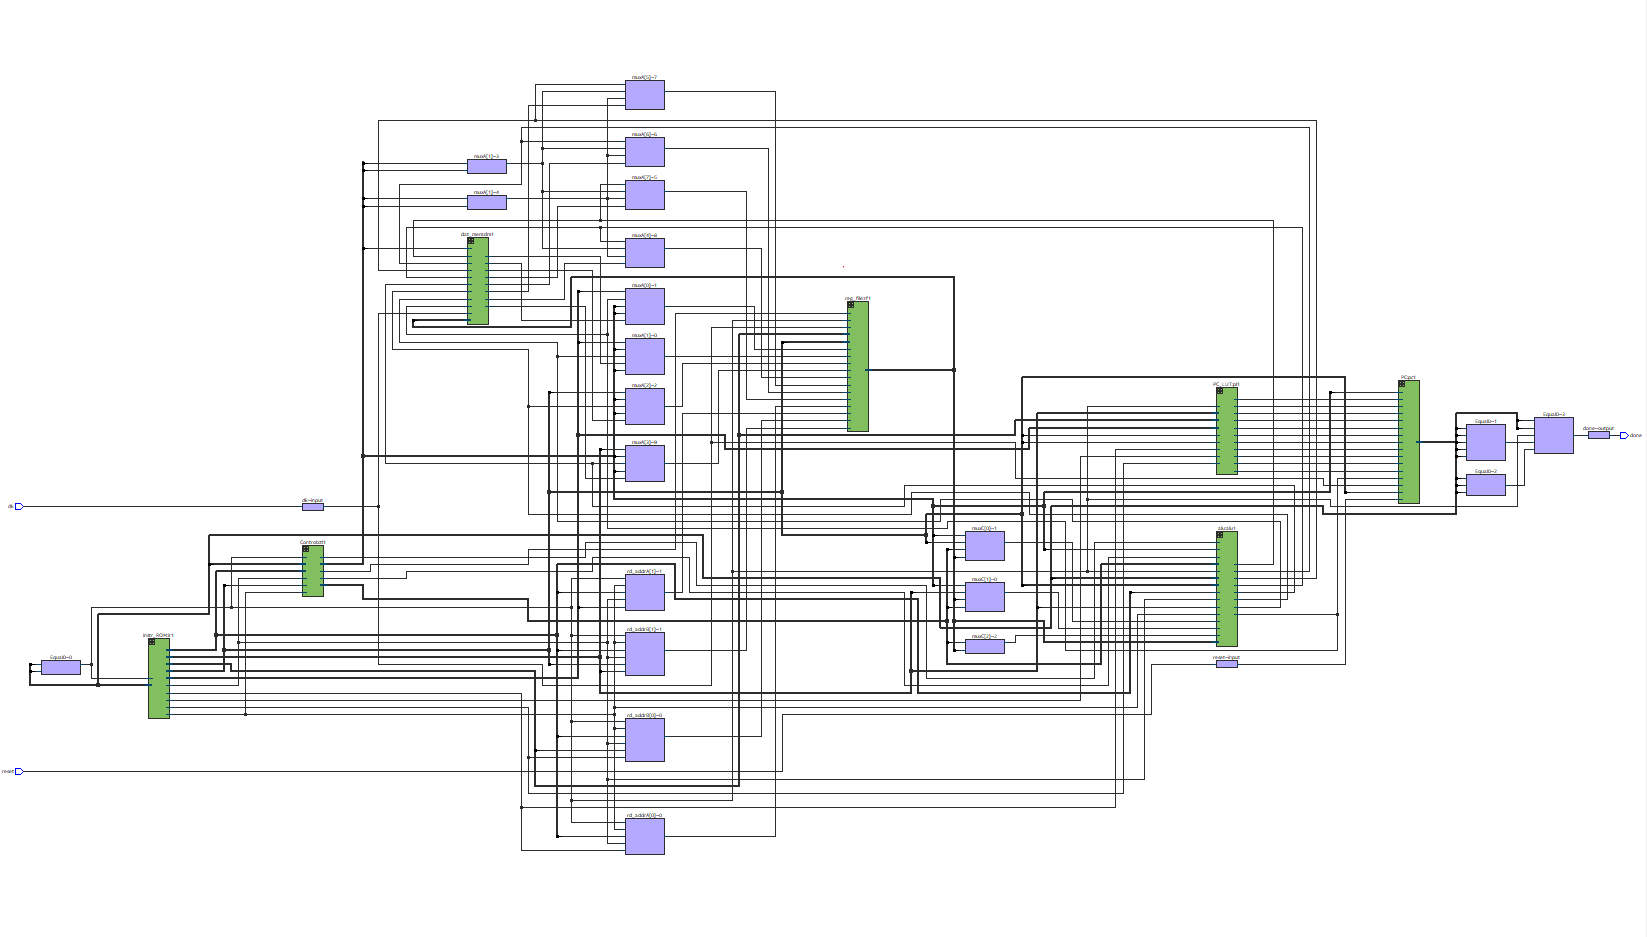 muxA[5]~7
muxA[6]~6
muxA[1]~3
muxA[7]~5
muxA[1]~4
dat_mem:dm1
muxA[4]~8
muxA[0]~1
reg_file:rf1
muxA[1]~0
PC:pc1
PC_LUT:pl1
muxA[2]~2
Equal0~3
Equal0~1
done~output
done
muxA[3]~9
Equal0~2
clk
clk~input
muxC[0]~1
alu:alu1
Control:ctl1
rd_addrA[1]~1
muxC[1]~0
instr_ROM:ir1
rd_addrB[1]~1
muxC[2]~2
Equal0~0
reset~input
rd_addrB[0]~0
reset
rd_addrA[0]~0